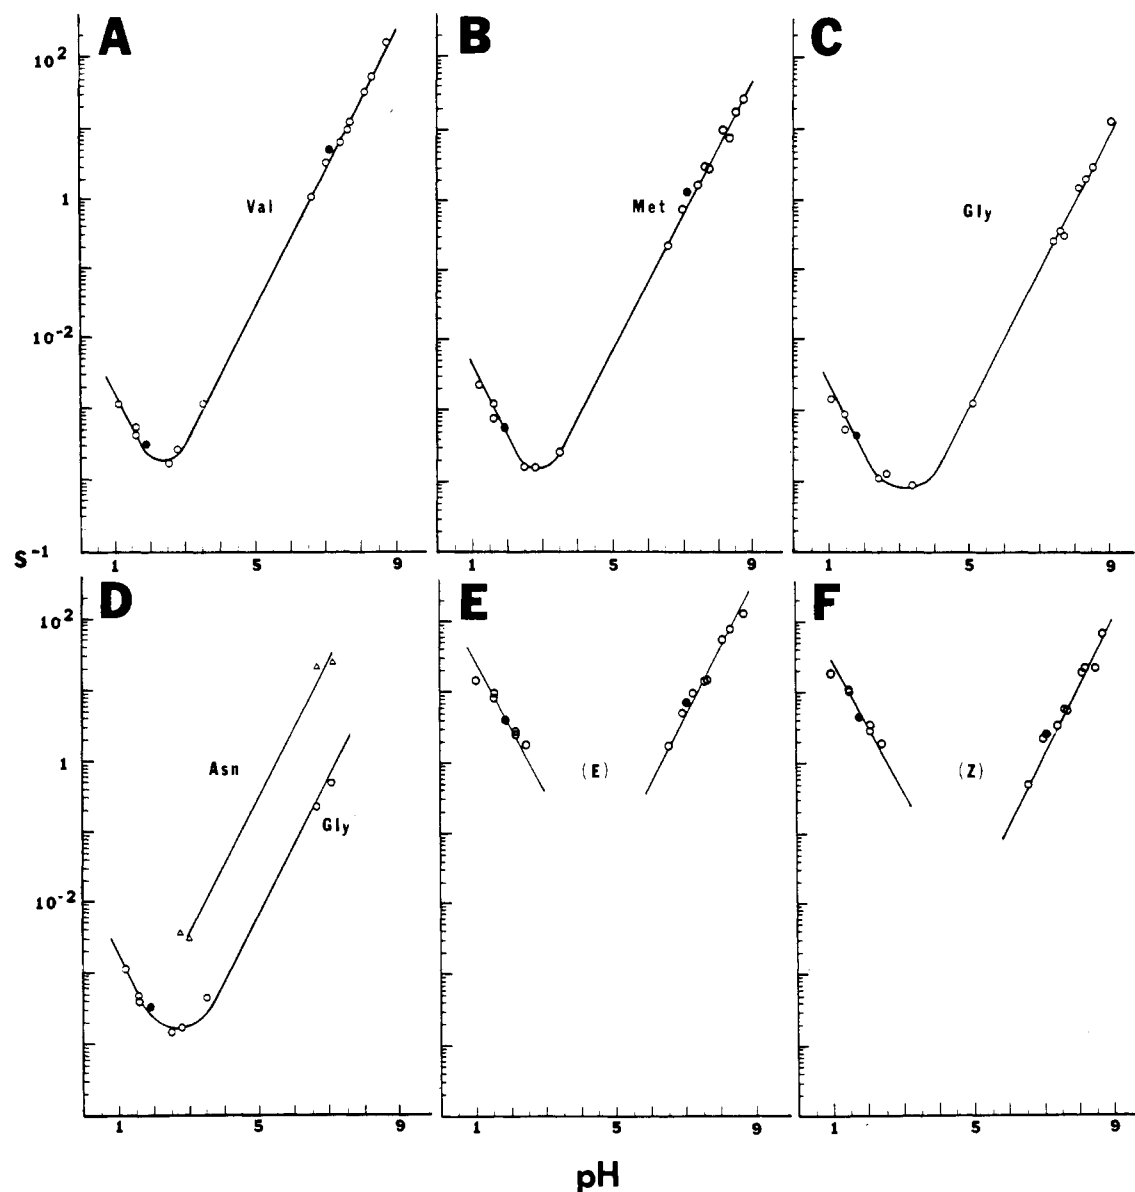 A B C
10²
Val Met Gly
1
10⁻²
S⁻¹
1 5 9 1 5 9 1 5 9
D E F
10²
Asn Gly (E) (Z)
1
10⁻²
1 5 9 1 5 9 1 5 9
pH